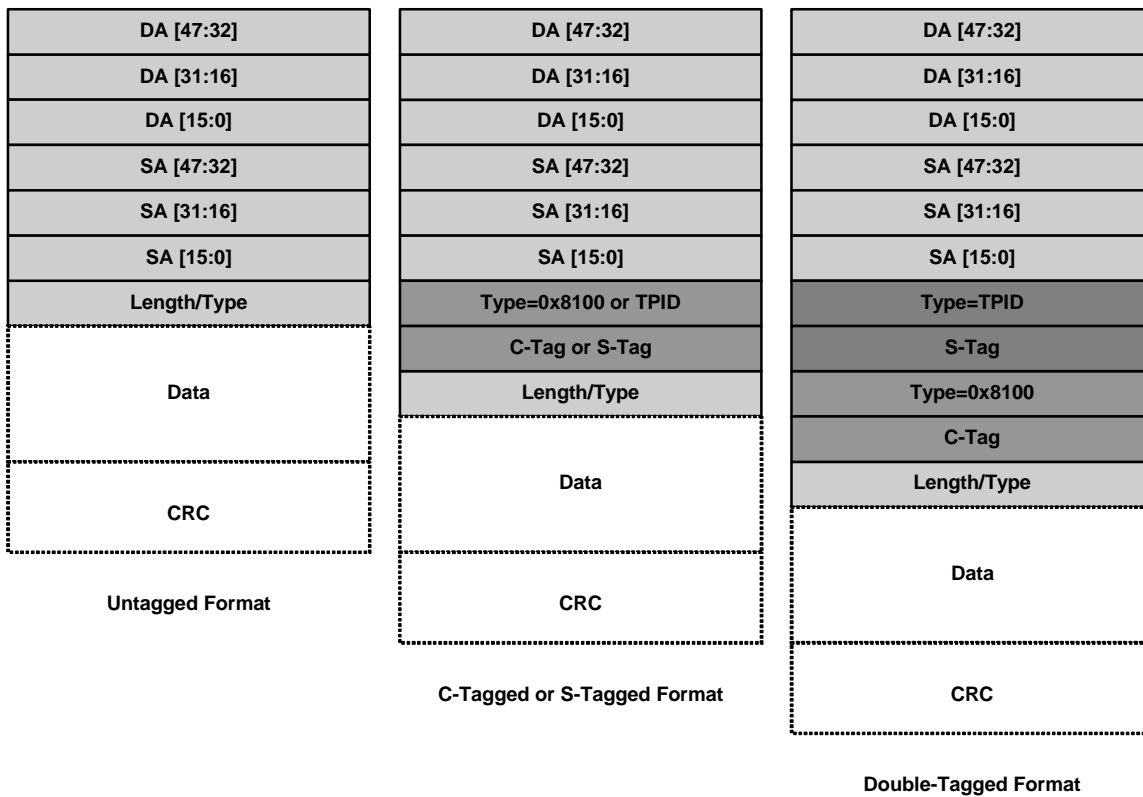 DA [47:32]
DA [31:16]
DA [15:0]
SA [47:32]
SA [31:16]
SA [15:0]
Length/Type
Data
CRC
Untagged Format
DA [47:32]
DA [31:16]
DA [15:0]
SA [47:32]
SA [31:16]
SA [15:0]
Type=0x8100 or TPID
C-Tag or S-Tag
Length/Type
Data
CRC
C-Tagged or S-Tagged Format
DA [47:32]
DA [31:16]
DA [15:0]
SA [47:32]
SA [31:16]
SA [15:0]
Type=TPID
S-Tag
Type=0x8100
C-Tag
Length/Type
Data
CRC
Double-Tagged Format